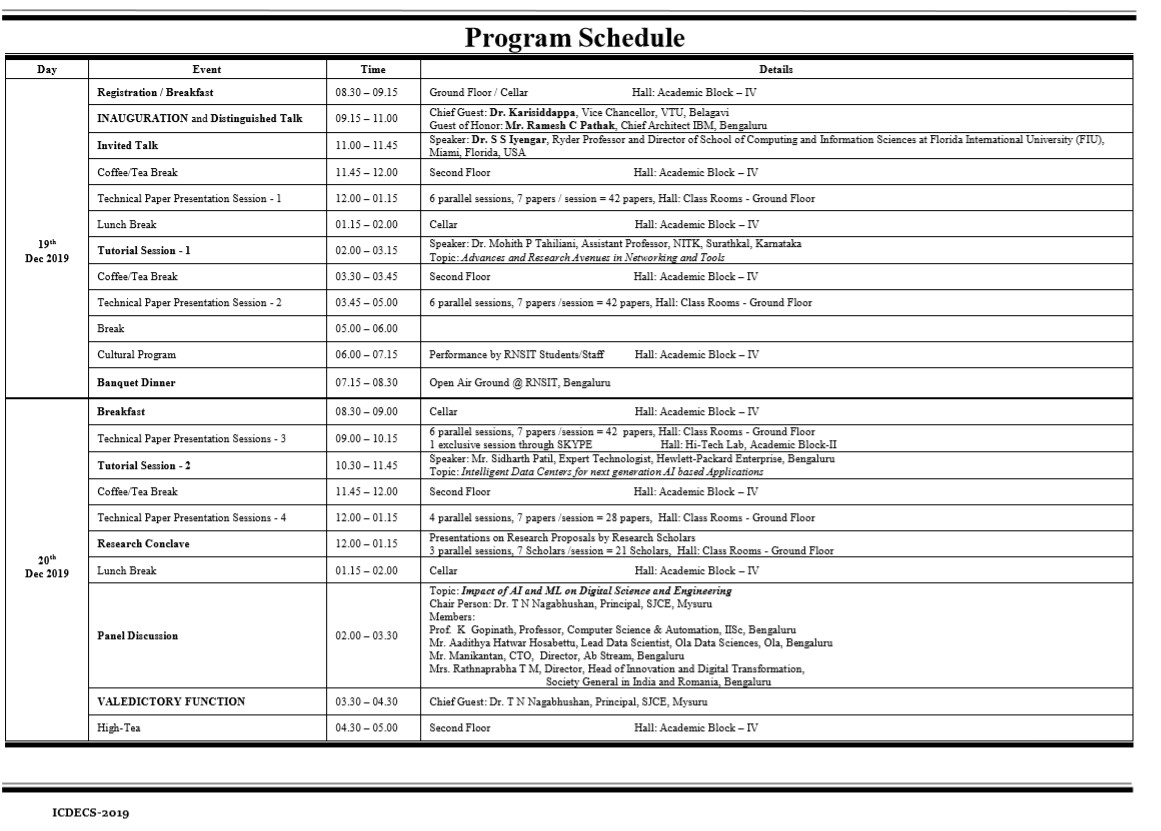 Program Schedule
Day Event Time Details
19th
Dec 2019
Registration / Breakfast 08.30 – 09.15 Ground Floor / Cellar Hall: Academic Block – IV
INAUGURATION and Distinguished Talk 09.15 – 11.00 Chief Guest: Dr. Karisiddappa, Vice Chancellor, VTU, Belagavi
Guest of Honor: Mr. Ramesh C Pathak, Chief Architect IBM, Bengaluru
Invited Talk 11.00 – 11.45 Speaker: Dr. S S Iyengar, Ryder Professor and Director of School of Computing and Information Sciences at Florida International University (FIU),
Miami, Florida, USA
Coffee/Tea Break 11.45 – 12.00 Second Floor Hall: Academic Block – IV
Technical Paper Presentation Session - 1 12.00 – 01.15 6 parallel sessions, 7 papers / session = 42 papers, Hall: Class Rooms - Ground Floor
Lunch Break 01.15 – 02.00 Cellar Hall: Academic Block – IV
Tutorial Session - 1 02.00 – 03.15 Speaker: Dr. Mohith P Tahiliani, Assistant Professor, NITK, Surathkal, Karnataka
Topic: Advances and Research Avenues in Networking and Tools
Coffee/Tea Break 03.30 – 03.45 Second Floor Hall: Academic Block – IV
Technical Paper Presentation Session - 2 03.45 – 05.00 6 parallel sessions, 7 papers /session = 42 papers, Hall: Class Rooms - Ground Floor
Break 05.00 – 06.00
Cultural Program 06.00 – 07.15 Performance by RNSIT Students/Staff Hall: Academic Block – IV
Banquet Dinner 07.15 – 08.30 Open Air Ground @ RNSIT, Bengaluru
20th
Dec 2019
Breakfast 08.30 – 09.00 Cellar Hall: Academic Block – IV
Technical Paper Presentation Sessions - 3 09.00 – 10.15 6 parallel sessions, 7 papers /session = 42 papers, Hall: Class Rooms - Ground Floor
1 exclusive session through SKYPE Hall: Hi-Tech Lab, Academic Block-II
Tutorial Session - 2 10.30 – 11.45 Speaker: Mr. Sidharth Patil, Expert Technologist, Hewlett-Packard Enterprise, Bengaluru
Topic: Intelligent Data Centers for next generation AI based Applications
Coffee/Tea Break 11.45 – 12.00 Second Floor Hall: Academic Block – IV
Technical Paper Presentation Sessions - 4 12.00 – 01.15 4 parallel sessions, 7 papers /session = 28 papers, Hall: Class Rooms - Ground Floor
Research Conclave 12.00 – 01.15 Presentations on Research Proposals by Research Scholars
3 parallel sessions, 7 Scholars /session = 21 Scholars, Hall: Class Rooms - Ground Floor
Lunch Break 01.15 – 02.00 Cellar Hall: Academic Block – IV
Panel Discussion 02.00 – 03.30 Topic: Impact of AI and ML on Digital Science and Engineering
Chair Person: Dr. T N Nagabhushan, Principal, SJCE, Mysuru
Members:
Prof. K Gopinath, Professor, Computer Science & Automation, IISc, Bengaluru
Mr. Aadithya Hatwar Hosabettu, Lead Data Scientist, Ola Data Sciences, Ola, Bengaluru
Mr. Manikantan, CTO, Director, Ab Stream, Bengaluru
Mrs. Rathnaprabha T M, Director, Head of Innovation and Digital Transformation,
Society General in India and Romania, Bengaluru
VALEDICTORY FUNCTION 03.30 – 04.30 Chief Guest: Dr. T N Nagabhushan, Principal, SJCE, Mysuru
High-Tea 04.30 – 05.00 Second Floor Hall: Academic Block – IV
ICDECS-2019